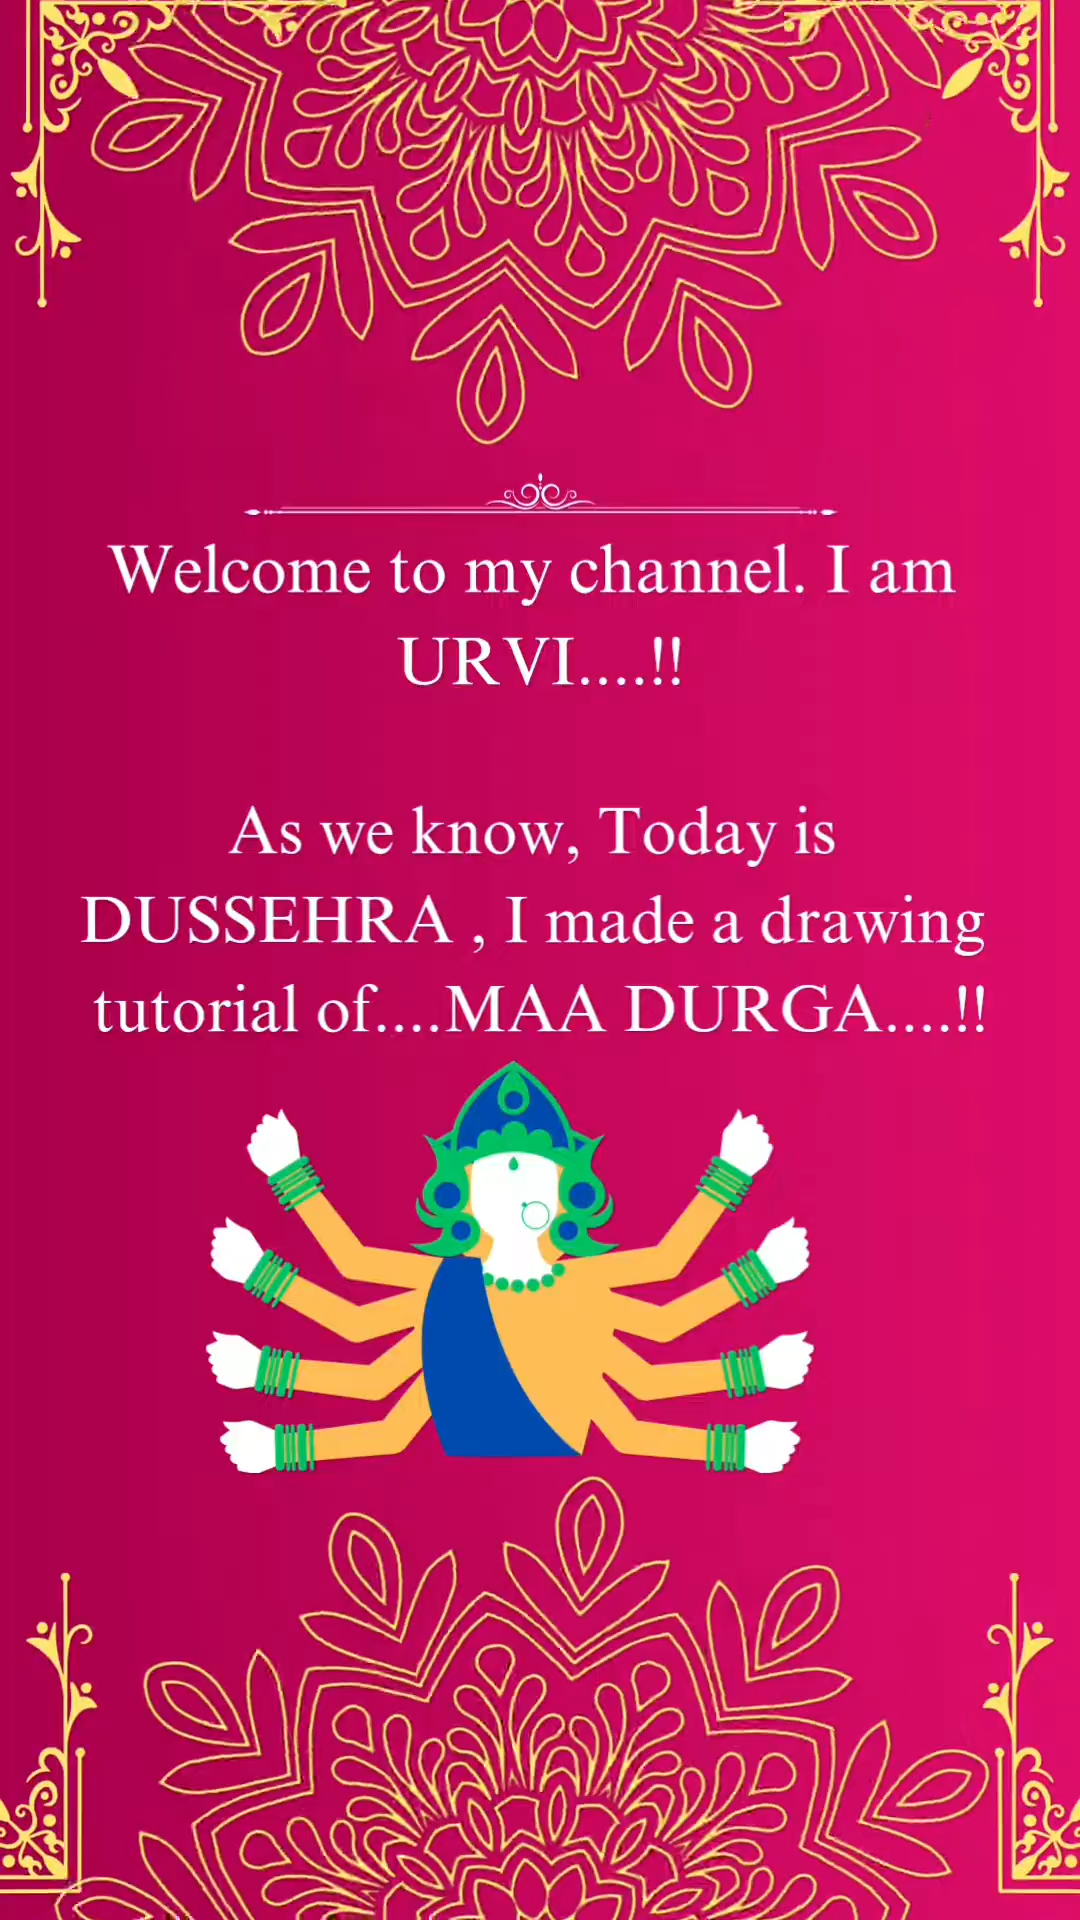 Welcome to my channel. I am
URVI....!!
As we know, Today is
DUSSEHRA , I made a drawing
tutorial of....MAA DURGA....!!